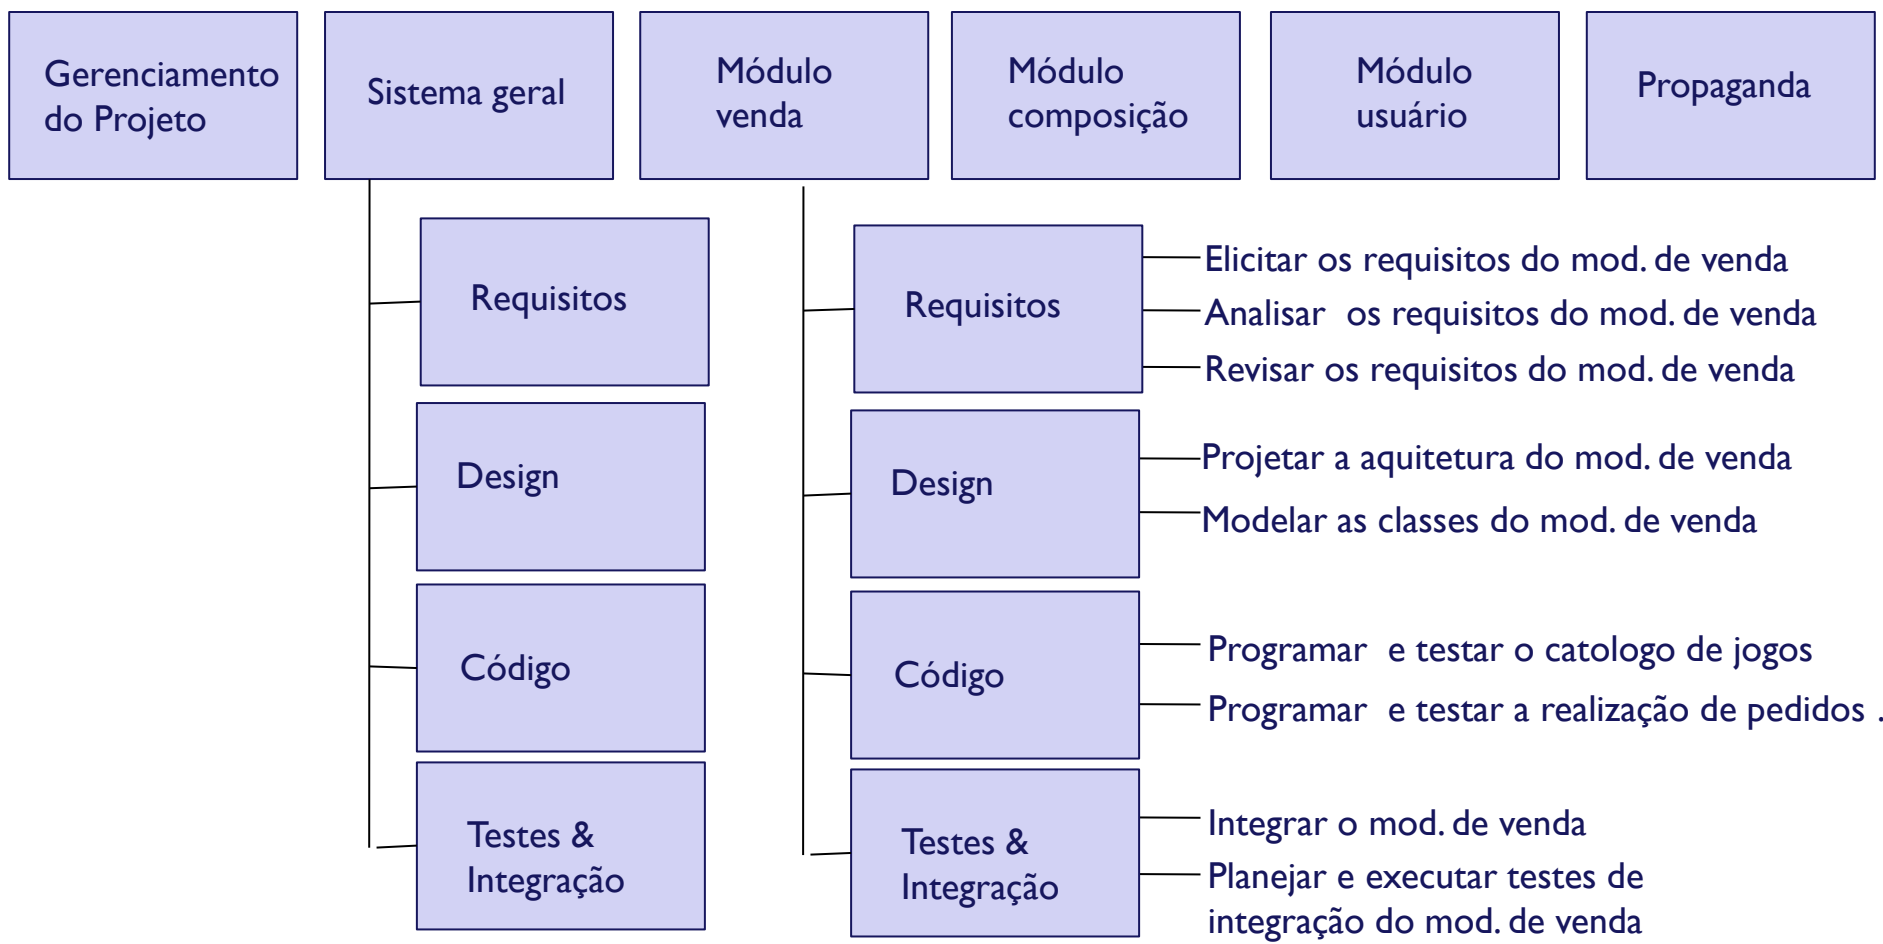 Gerenciamento
do Projeto
Sistema geral
Módulo
venda
Módulo
composição
Módulo
usuário
Propaganda
Requisitos
Design
Código
Testes &
Integração
Requisitos
Elicitar os requisitos do mod. de venda
Analisar os requisitos do mod. de venda
Revisar os requisitos do mod. de venda
Design
Projetar a aquitetura do mod. de venda
Modelar as classes do mod. de venda
Código
Programar e testar o catologo de jogos
Programar e testar a realização de pedidos .
Testes &
Integração
Integrar o mod. de venda
Planejar e executar testes de
integração do mod. de venda